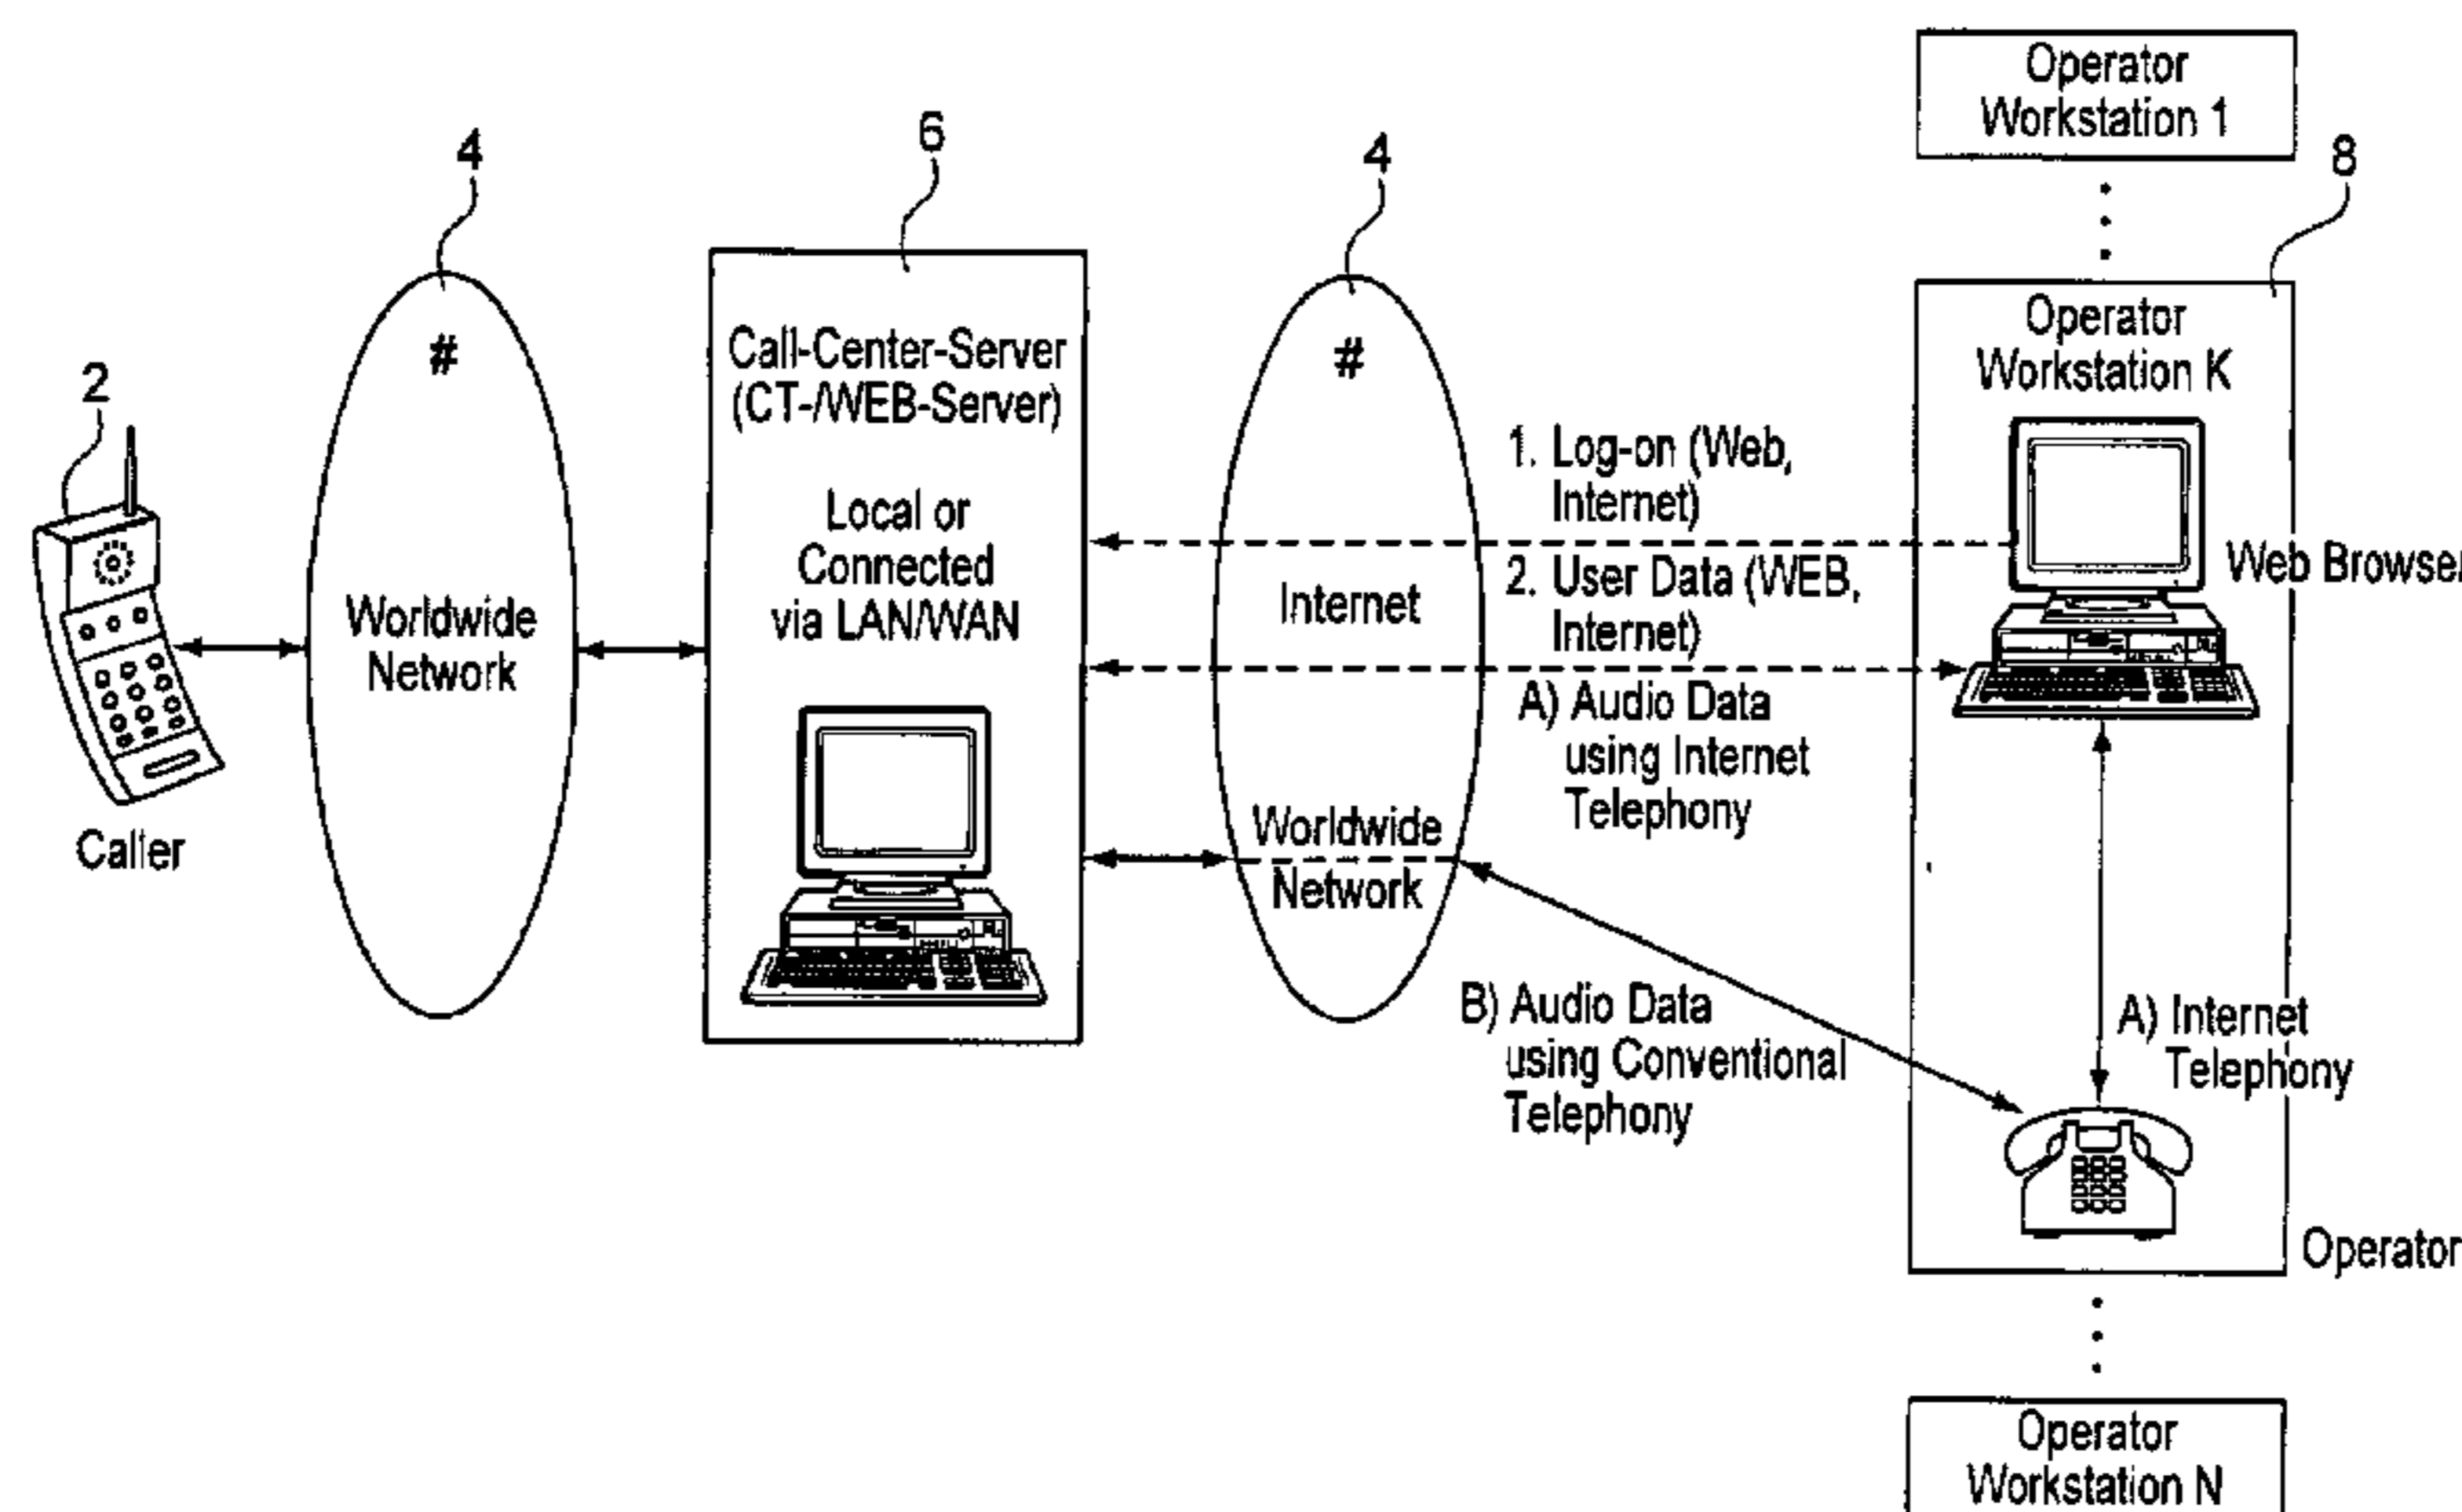 2
Caller
4
#
Worldwide
Network
6
Call-Center-Server
(CT-/WEB-Server)
Local or
Connected
via LAN/WAN
4
#
Internet
Worldwide
Network
1. Log-on (Web,
Internet)
2. User Data (WEB,
Internet)
A) Audio Data
using Internet
Telephony
B) Audio Data
using Conventional
Telephony
Operator
Workstation 1
8
Operator
Workstation K
Web Browser
A) Internet
Telephony
Operator
Operator
Workstation N